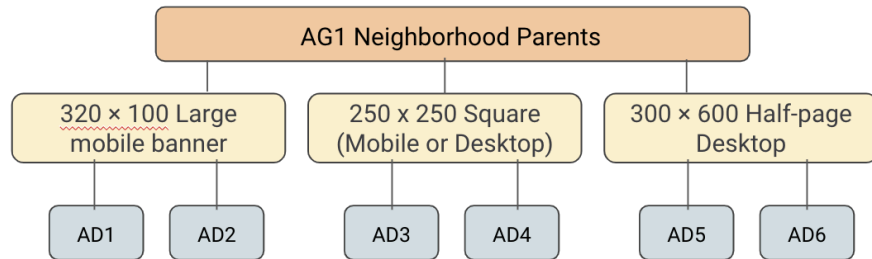 AG1 Neighborhood Parents
320 × 100 Large
mobile banner
250 x 250 Square
(Mobile or Desktop)
300 × 600 Half-page
Desktop
AD1
AD2
AD3
AD4
AD5
AD6